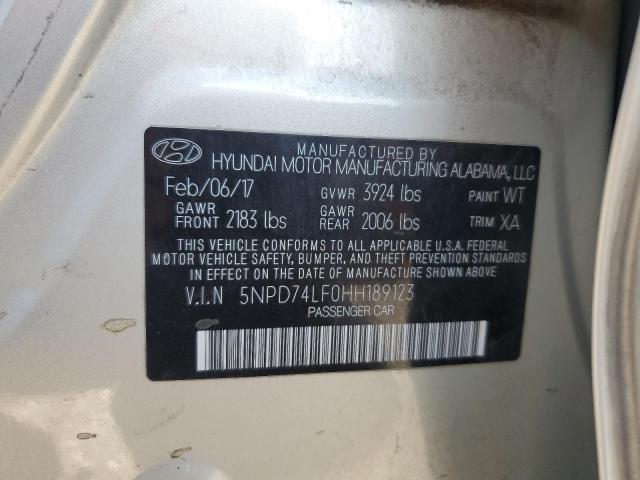 MANUFACTURED BY
HYUNDAI MOTOR MANUFACTURING ALABAMA, LLC
Feb/06/17 GVWR 3924 lbs PAINT WT
GAWR FRONT 2183 lbs GAWR REAR 2006 lbs TRIM XA
THIS VEHICLE CONFORMS TO ALL APPLICABLE U.S.A. FEDERAL
MOTOR VEHICLE SAFETY, BUMPER, AND THEFT PREVENTION
STANDARDS IN EFFECT ON THE DATE OF MANUFACTURE SHOWN ABOVE.
V.I.N 5NPD74LF0HH189123
PASSENGER CAR